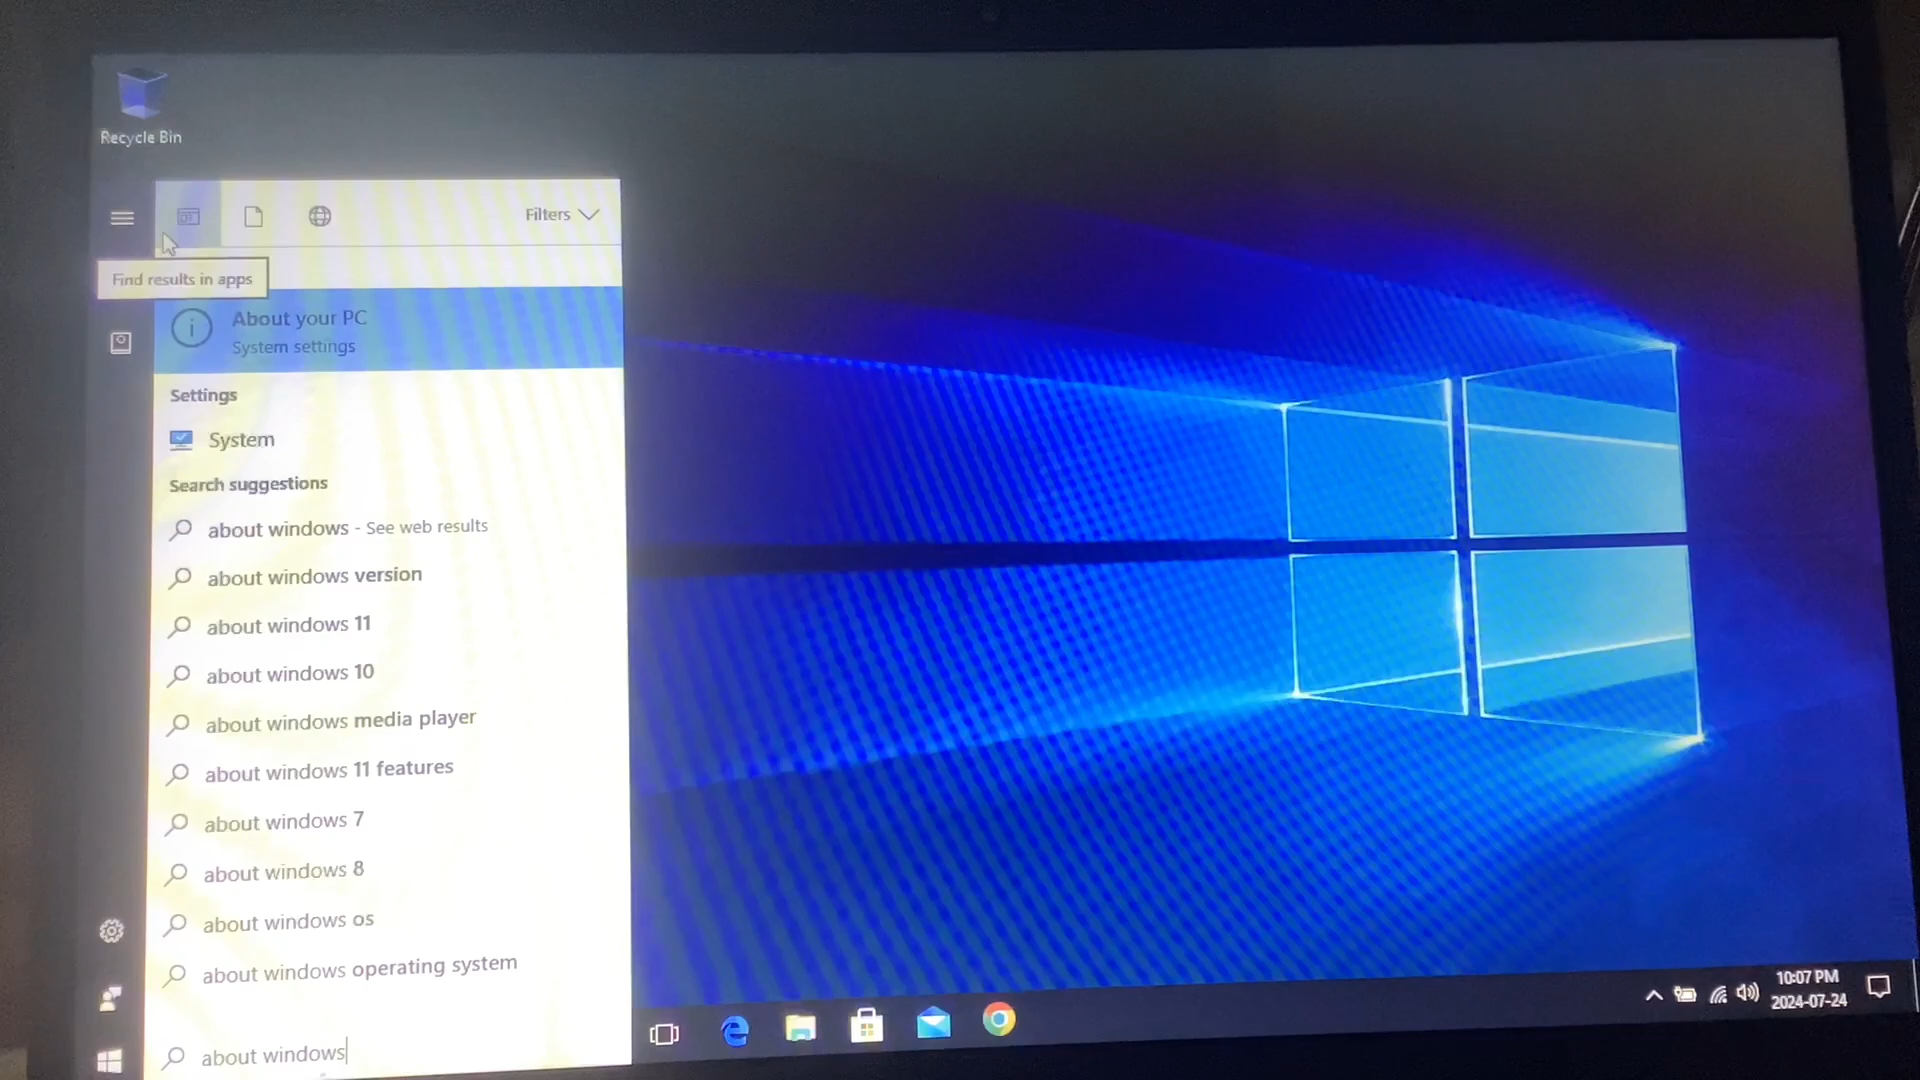 Recycle Bin
Filters
Find results in apps
About your PC
System settings
Settings
System
Search suggestions
about windows - See web results
about windows version
about windows 11
about windows 10
about windows media player
about windows 11 features
about windows 7
about windows 8
about windows os
about windows operating system
about windows
10:07 PM
2024-07-24